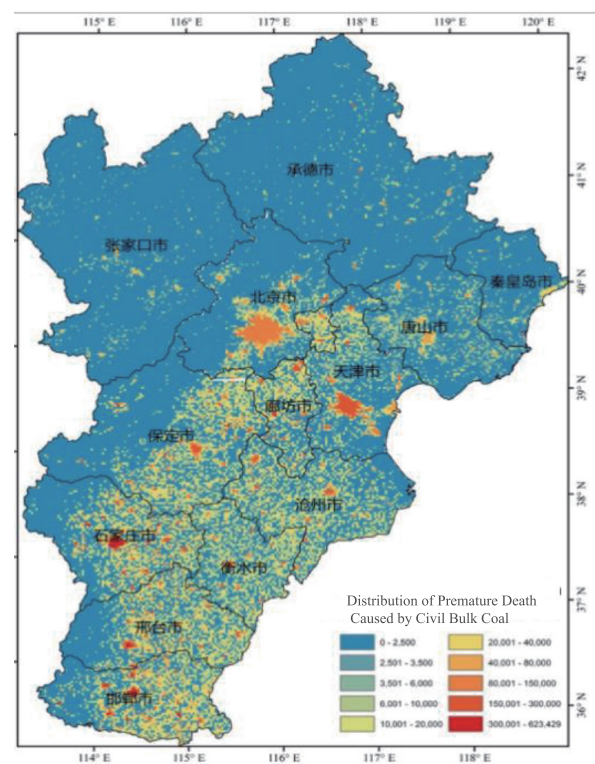 115° E 116° E 117° E 118° E 119° E 120° E
42° N
41° N
40° N
39° N
38° N
37° N
36° N
承德市
张家口市
秦皇岛市
北京市
唐山市
天津市
廊坊市
保定市
沧州市
石家庄市
衡水市
邢台市
邯郸市
Distribution of Premature Death
Caused by Civil Bulk Coal
0 - 2,500
2,501 - 3,500
3,501 - 6,000
6,001 - 10,000
10,001 - 20,000
20,001 - 40,000
40,001 - 80,000
80,001 - 150,000
150,001 - 300,000
300,001 - 623,429
114° E 115° E 116° E 117° E 118° E